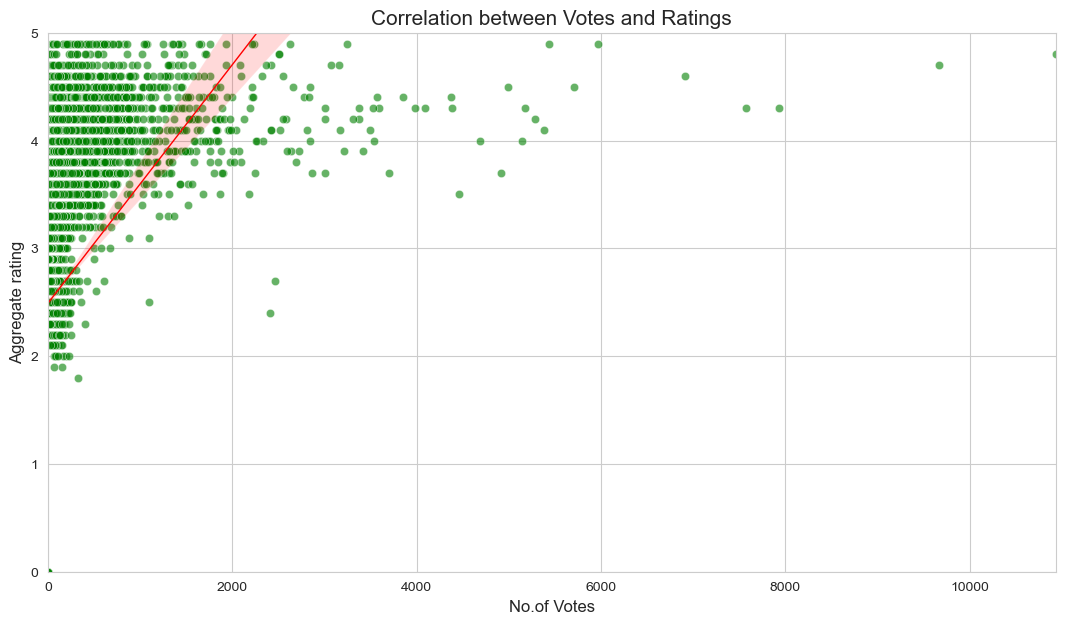 Correlation between Votes and Ratings
5
4
3
2
1
0
Aggregate rating
0 2000 4000 6000 8000 10000
No.of Votes